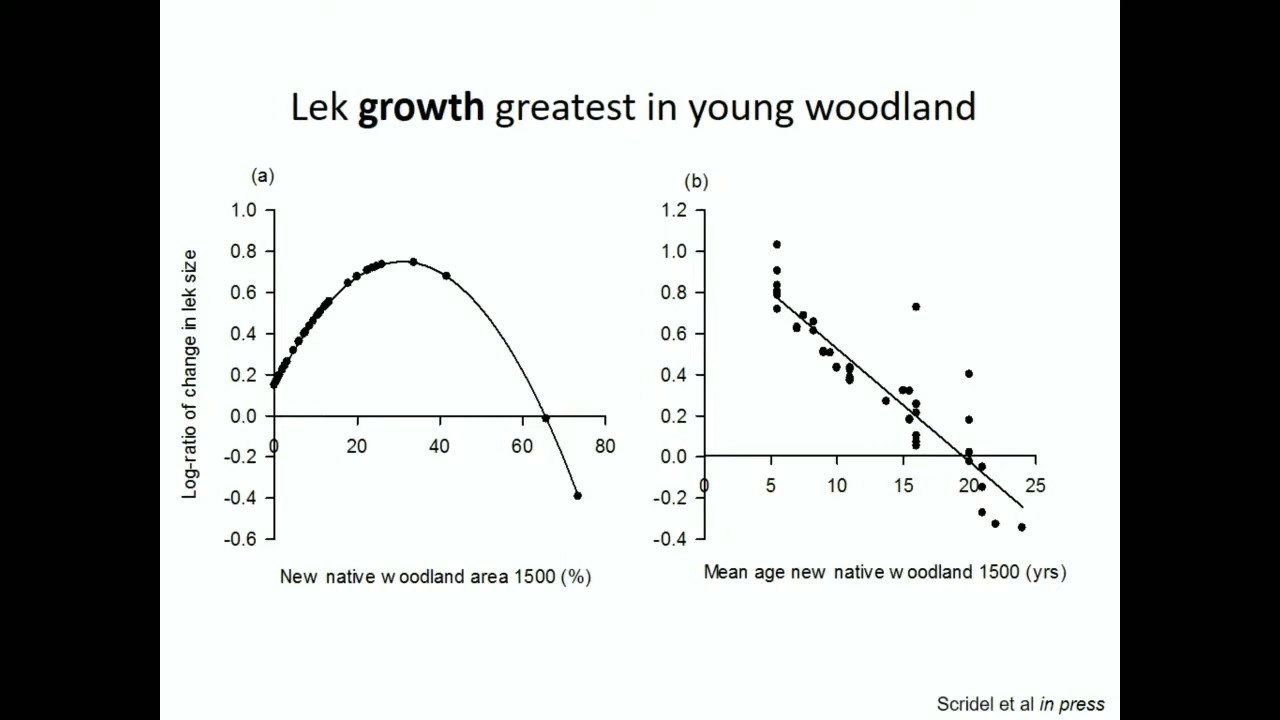 Lek growth greatest in young woodland
(a)
1.0
0.8
0.6
0.4
0.2
0.0
-0.2
-0.4
-0.6
0 20 40 60 80
Log-ratio of change in lek size
New native woodland area 1500 (%)
(b)
1.2
1.0
0.8
0.6
0.4
0.2
0.0
-0.2
-0.4
0 5 10 15 20 25
Mean age new native woodland 1500 (yrs)
Scridel et al in press